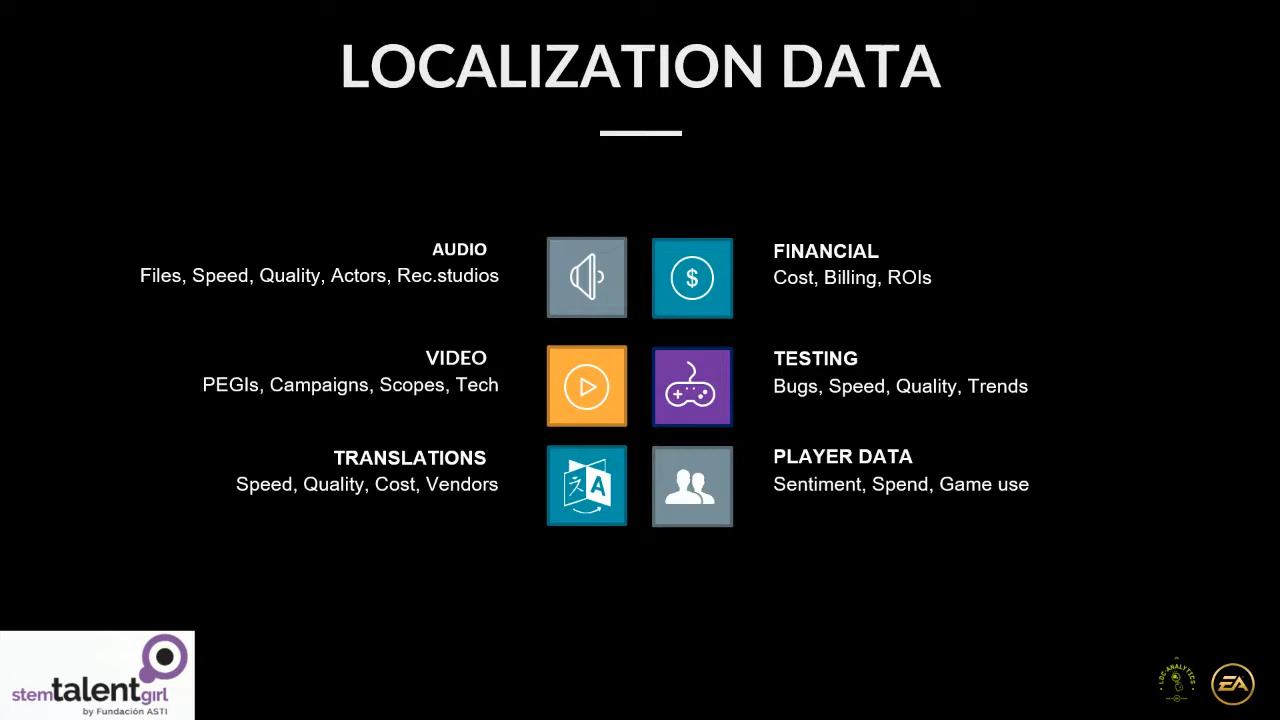 LOCALIZATION DATA
AUDIO
Files, Speed, Quality, Actors, Rec.studios
FINANCIAL
Cost, Billing, ROIs
$
VIDEO
PEGIs, Campaigns, Scopes, Tech
TESTING
Bugs, Speed, Quality, Trends
TRANSLATIONS
Speed, Quality, Cost, Vendors
A
PLAYER DATA
Sentiment, Spend, Game use
stemtalentgirl
by Fundación ASTI
LOC ANALYTICS
EA